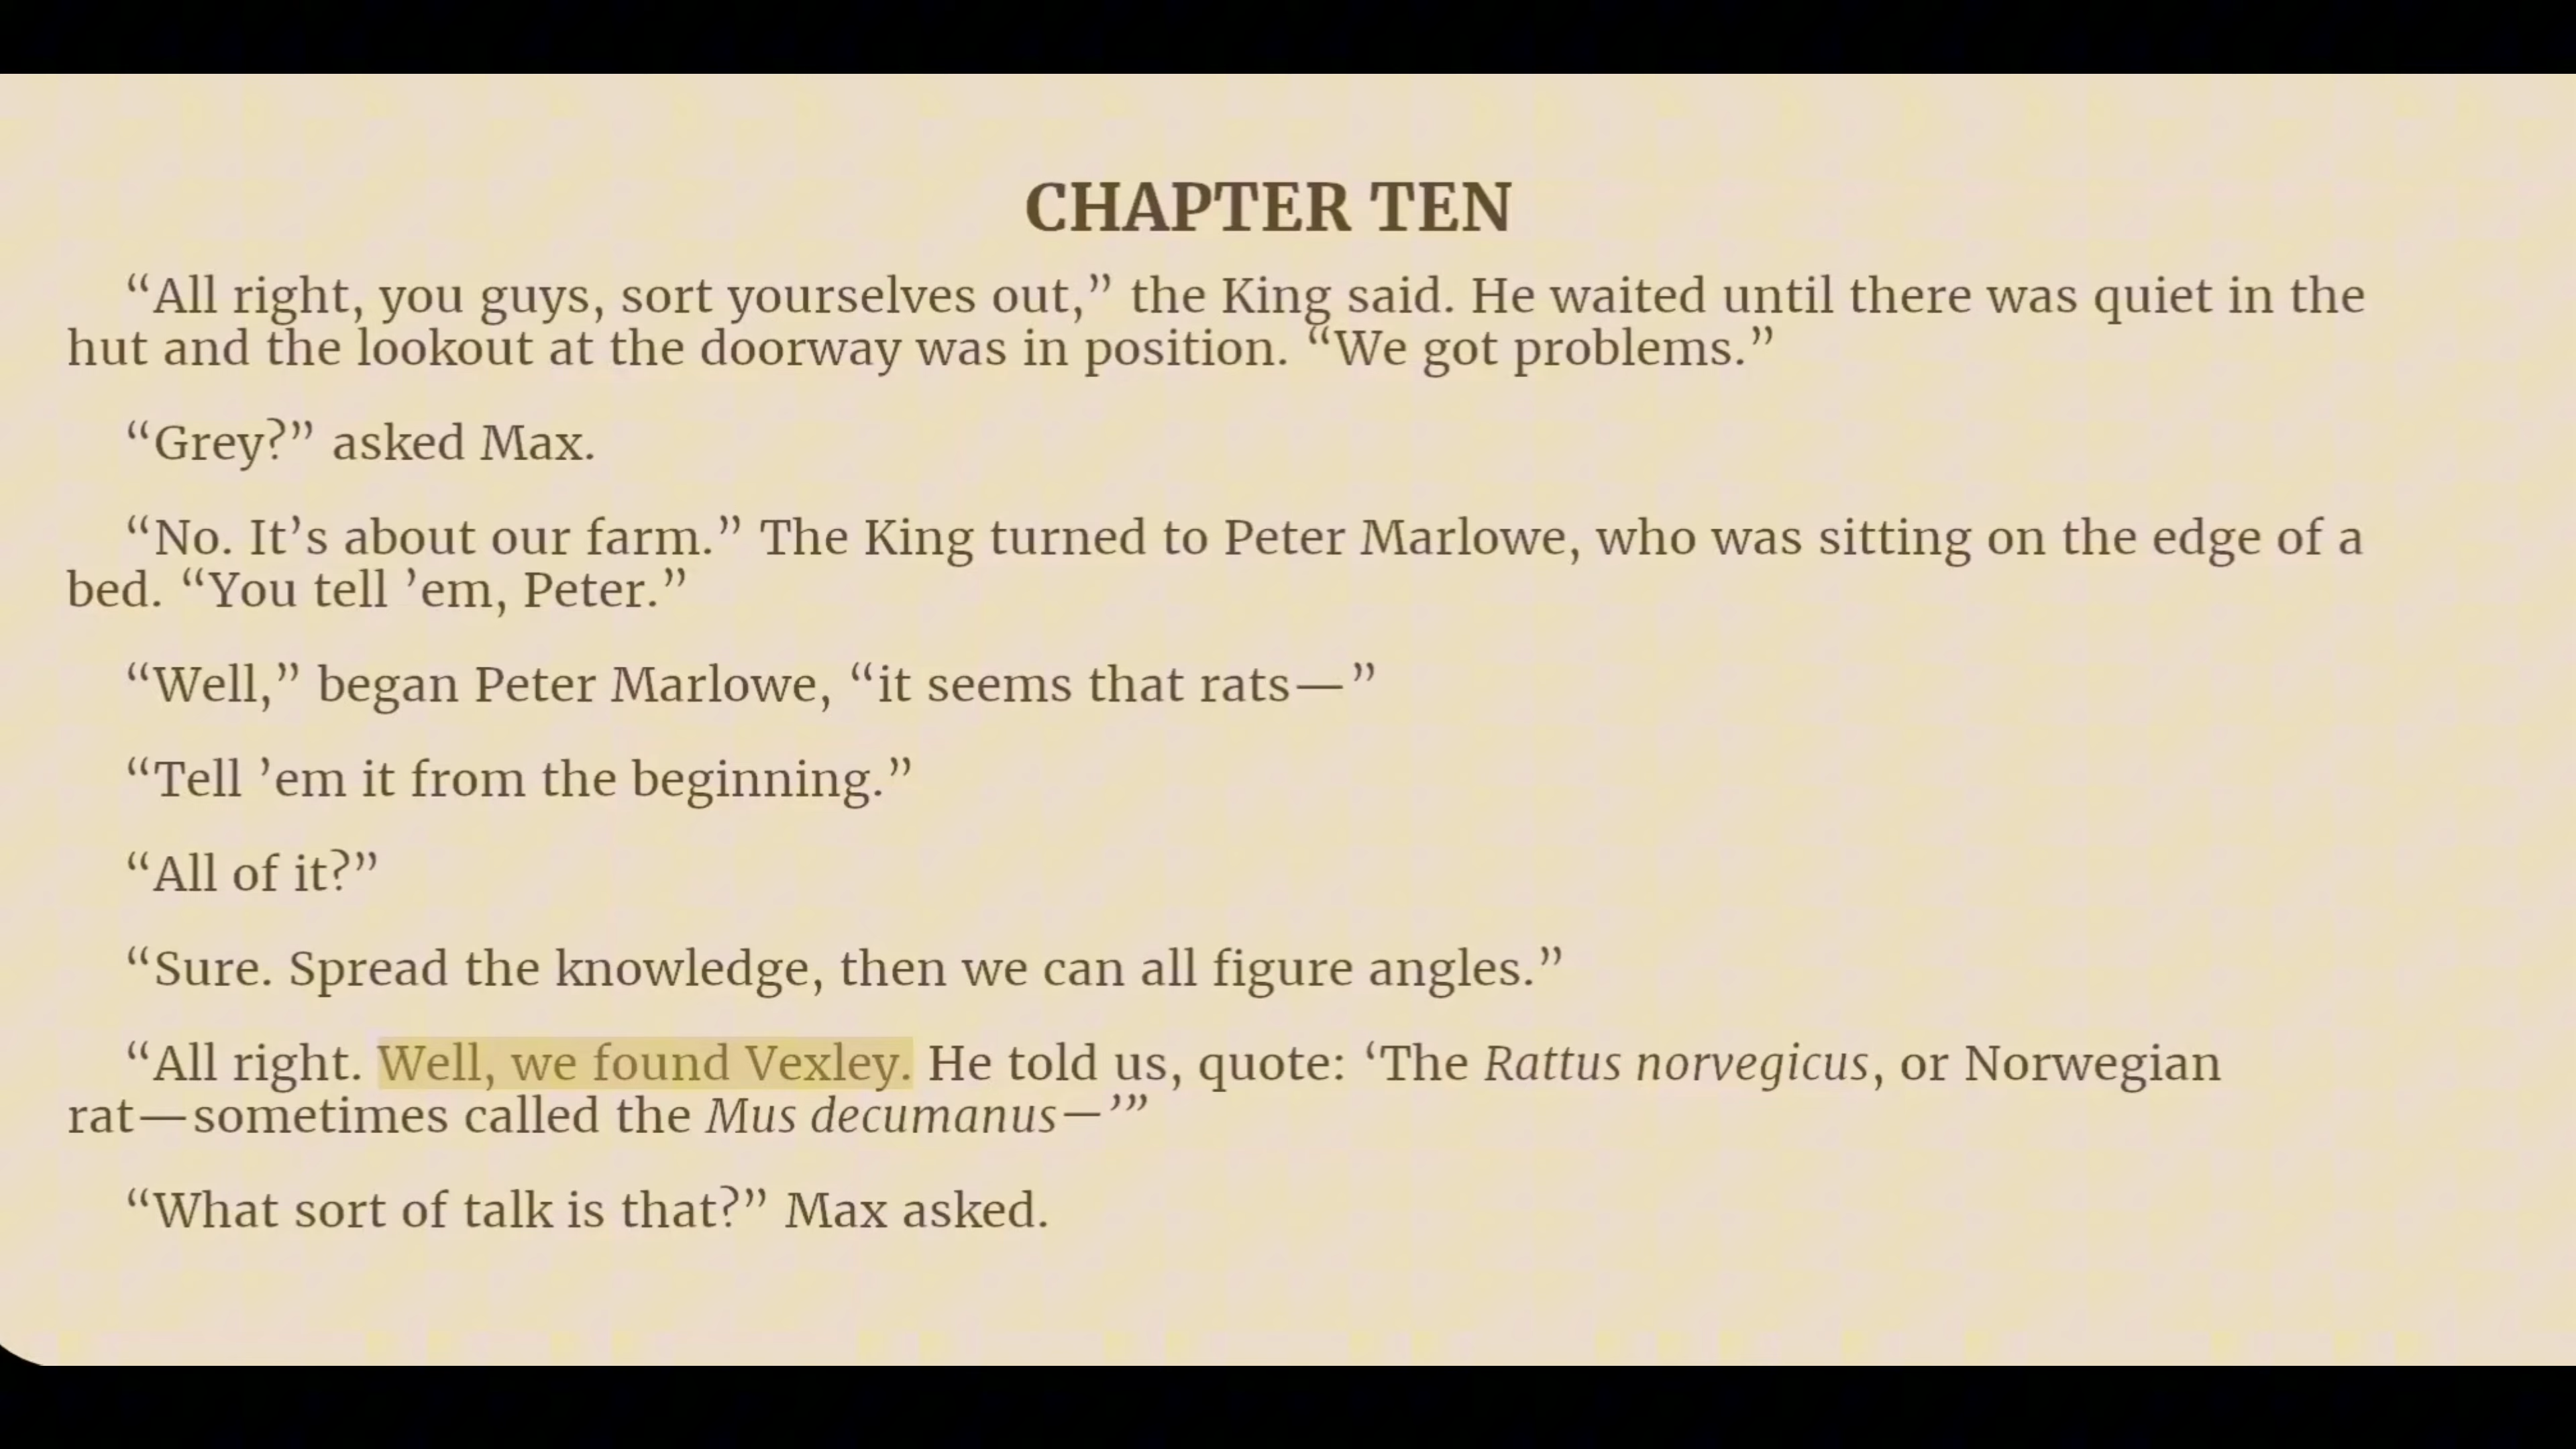 CHAPTER TEN
“All right, you guys, sort yourselves out,” the King said. He waited until there was quiet in the
hut and the lookout at the doorway was in position. “We got problems.”
“Grey?” asked Max.
“No. It’s about our farm.” The King turned to Peter Marlowe, who was sitting on the edge of a
bed. “You tell ’em, Peter.”
“Well,” began Peter Marlowe, “it seems that rats—”
“Tell ’em it from the beginning.”
“All of it?”
“Sure. Spread the knowledge, then we can all figure angles.”
“All right. Well, we found Vexley. He told us, quote: ‘The Rattus norvegicus, or Norwegian
rat—sometimes called the Mus decumanus—’”
“What sort of talk is that?” Max asked.